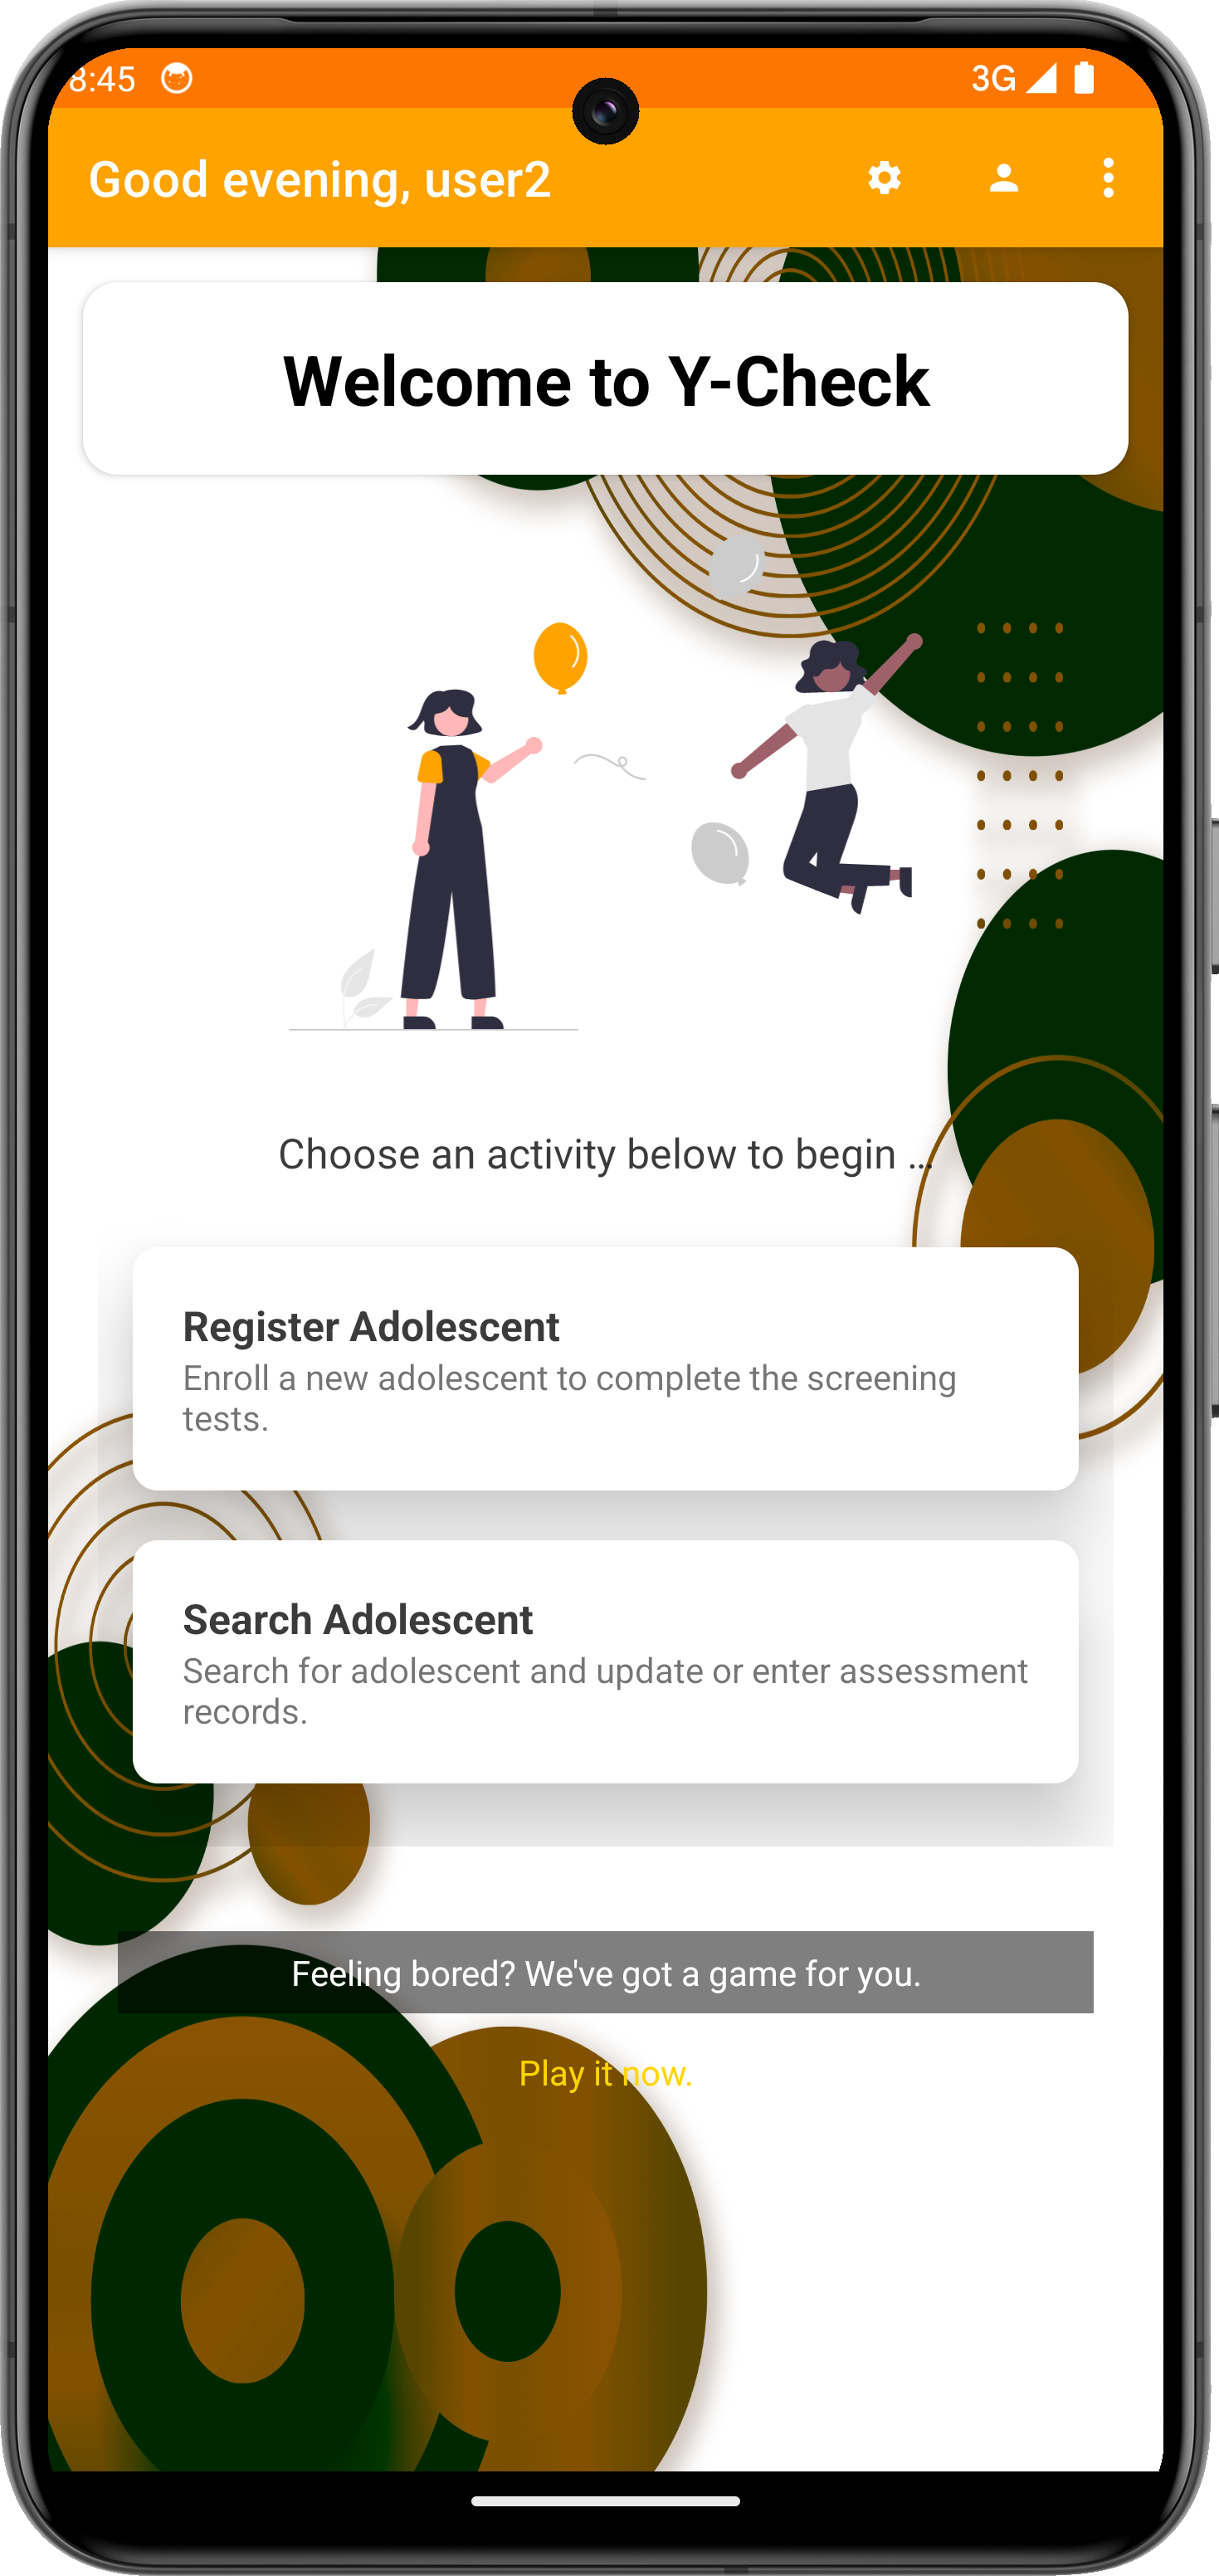 8:45
3G
Good evening, user2
Welcome to Y-Check
Choose an activity below to begin ...
Register Adolescent
Enroll a new adolescent to complete the screening
tests.
Search Adolescent
Search for adolescent and update or enter assessment
records.
Feeling bored? We've got a game for you.
Play it now.